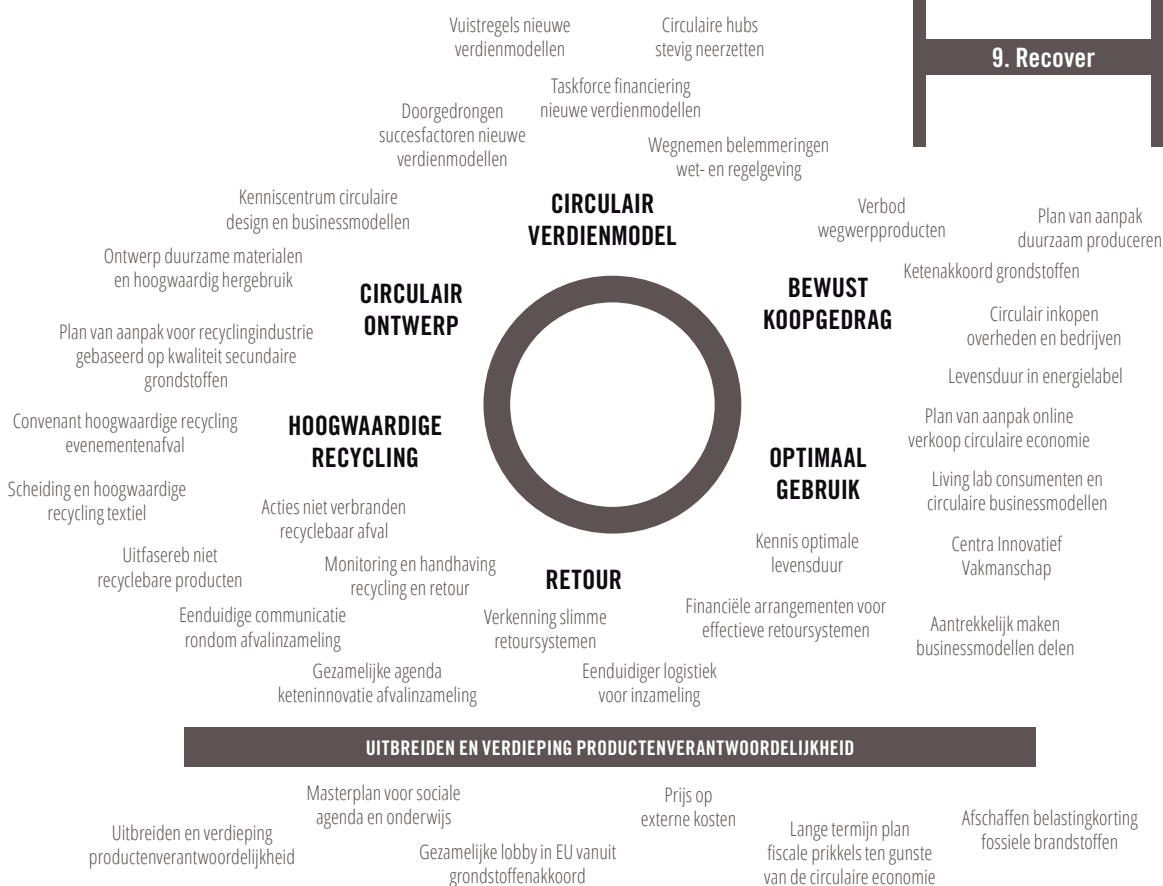 Vuistregels nieuwe
verdienmodellen
Circulaire hubs
stevig neerzetten
9. Recover
Taskforce financiering
nieuwe verdienmodellen
Doorgedrongen
succesfactoren nieuwe
verdienmodellen
Wegnemen belemmeringen
wet- en regelgeving
Kenniscentrum circulaire
design en businessmodellen
CIRCULAIR
VERDIENMODEL
Verbod
wegwerpproducten
Plan van aanpak
duurzaam produceren
Ontwerp duurzame materialen
en hoogwaardig hergebruik
CIRCULAIR
ONTWERP
BEWUST
KOOPGEDRAG
Ketenakkoord grondstoffen
Circulair inkopen
overheden en bedrijven
Plan van aanpak voor recyclingindustrie
gebaseerd op kwaliteit secundaire
grondstoffen
Levensduur in energielabel
Convenant hoogwaardige recycling
evenementenafval
HOOGWAARDIGE
RECYCLING
Plan van aanpak online
verkoop circulaire economie
OPTIMAAL
GEBRUIK
Living lab consumenten en
circulaire businessmodellen
Scheiding en hoogwaardige
recycling textiel
Acties niet verbranden
recyclebaar afval
Kennis optimale
levensduur
Centra Innovatief
Vakmanschap
Uitfasereb niet
recyclebare producten
Monitoring en handhaving
recycling en retour
RETOUR
Eenduidige communicatie
rondom afvalinzameling
Verkenning slimme
retoursystemen
Financiële arrangementen voor
effectieve retoursystemen
Aantrekkelijk maken
businessmodellen delen
Gezamelijke agenda
keteninnovatie afvalinzameling
Eenduidiger logistiek
voor inzameling
UITBREIDEN EN VERDIEPING PRODUCTENVERANTWOORDELIJKHEID
Uitbreiden en verdieping
productenverantwoordelijkheid
Masterplan voor sociale
agenda en onderwijs
Gezamelijke lobby in EU vanuit
grondstoffenakkoord
Prijs op
externe kosten
Lange termijn plan
fiscale prikkels ten gunste
van de circulaire economie
Afschaffen belastingkorting
fossiele brandstoffen